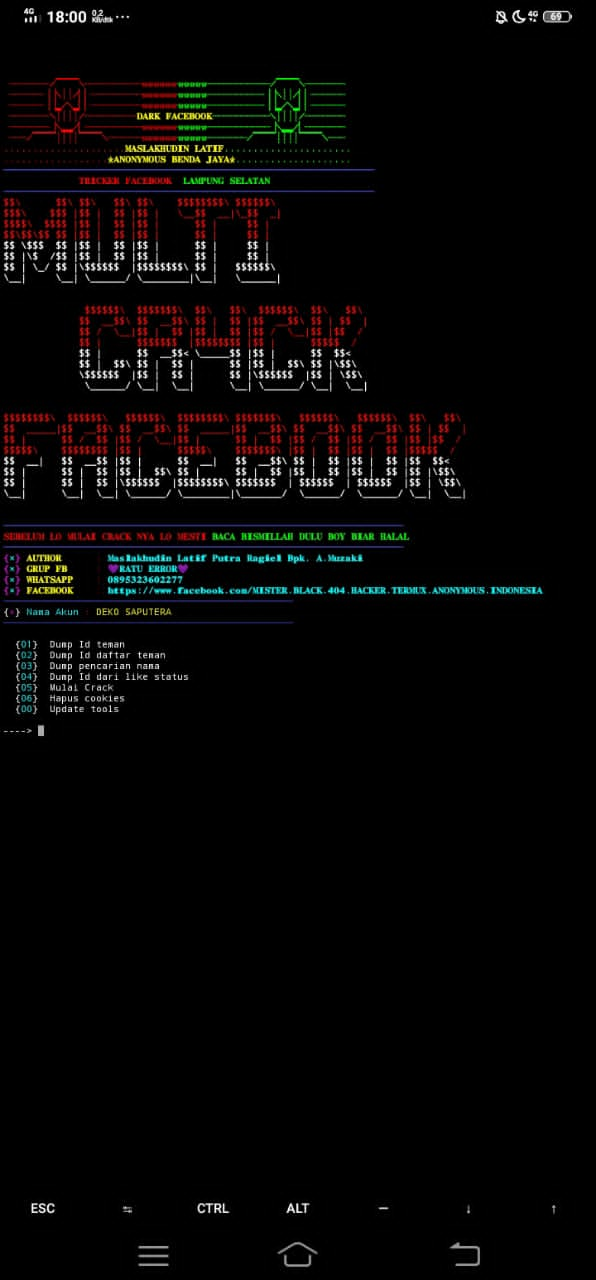 4G 18:00 0,2 KB/dtk ... 4G 69
DARK FACEBOOK
MASLAKHUDIN LATIF
*ANONYMOUS BENDA JAYA*
TRICKER FACEBOOK LAMPUNG SELATAN
MULTI
CR4CK
FACEBOOK
SEBELUM LO MULAI CRACK NYA LO MESTI BACA BISMILLAH DULU BOY BIAR HALAL
{×} AUTHOR Maslakhudin Latif Putra Ragiel Bpk. A.Muzaki
{×} GRUP FB 💜RATU ERROR💜
{×} WHATSAPP 0895323602277
{×} FACEBOOK https://www.facebook.com/MISTER.BLACK.404.HACKER.TERMUX.ANONYMOUS.INDONESIA
{*} Nama Akun : DEKO SAPUTERA
{01} Dump Id teman
{02} Dump Id daftar teman
{03} Dump pencarian nama
{04} Dump Id dari like status
{05} Mulai Crack
{06} Hapus cookies
{00} Update tools
---->
ESC ⇆ CTRL ALT — ↓ ↑